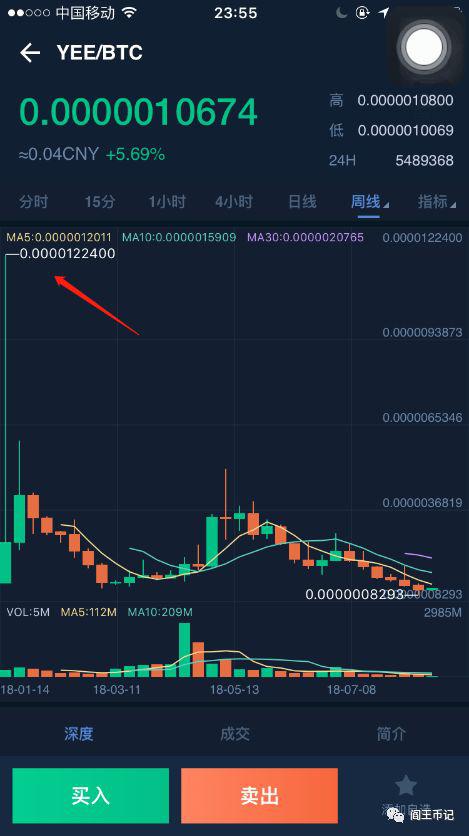 中国移动 23:55
YEE/BTC
0.0000010674
≈0.04CNY +5.69%
高 0.0000010800
低 0.0000010069
24H 5489368
分时 15分 1小时 4小时 日线 周线 指标
MA5:0.0000012011 MA10:0.0000015909 MA30:0.0000020765 0.0000122400
0.0000122400
0.0000093873
0.0000065346
0.0000036819
0.0000008293 0.0000008293
VOL:5M MA5:112M MA10:209M 2985M
18-01-14 18-03-11 18-05-13 18-07-08
深度 成交 简介
买入 卖出 添加自选
阎王币记